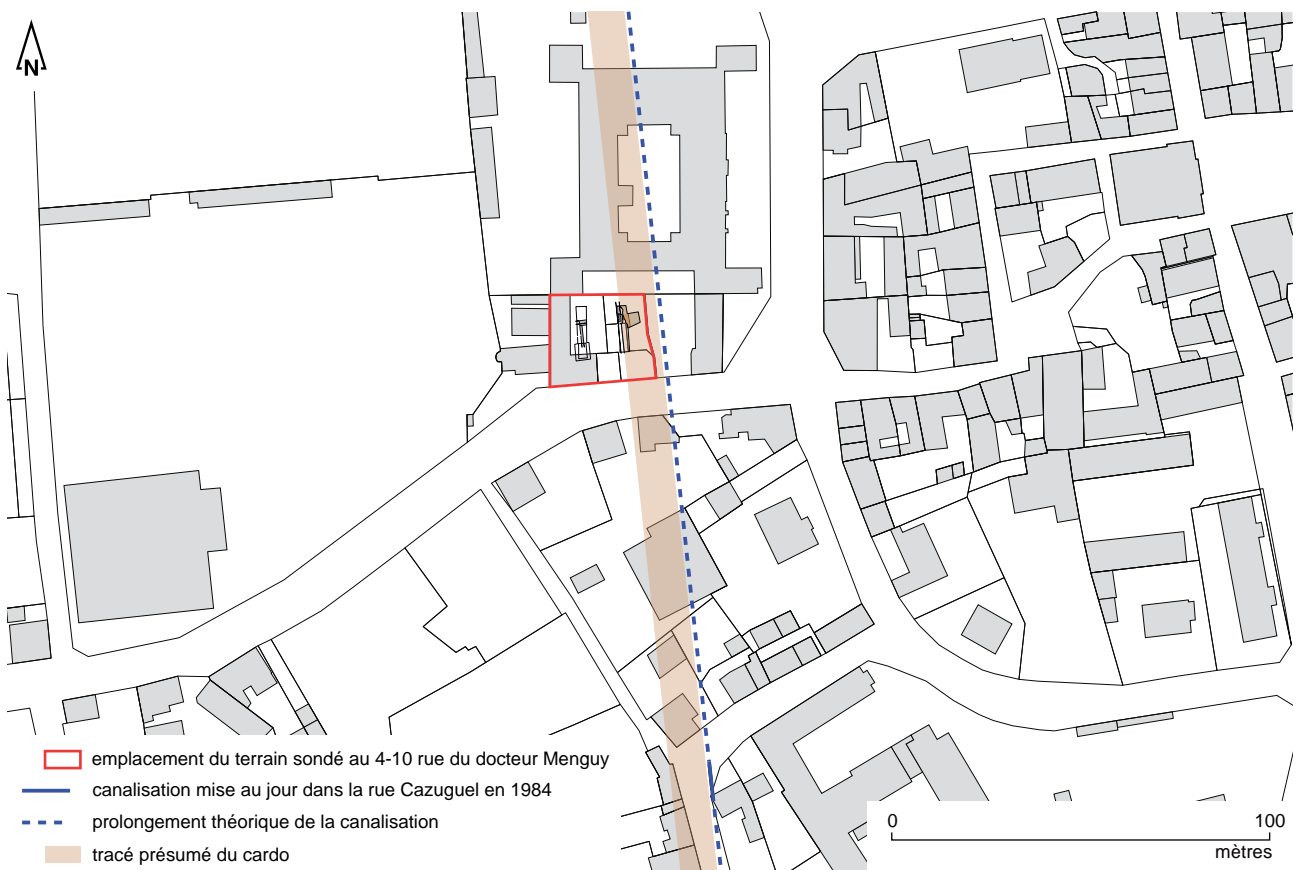 N
emplacement du terrain sondé au 4-10 rue du docteur Menguy
canalisation mise au jour dans la rue Cazuguel en 1984
prolongement théorique de la canalisation
tracé présumé du cardo
0 100
mètres